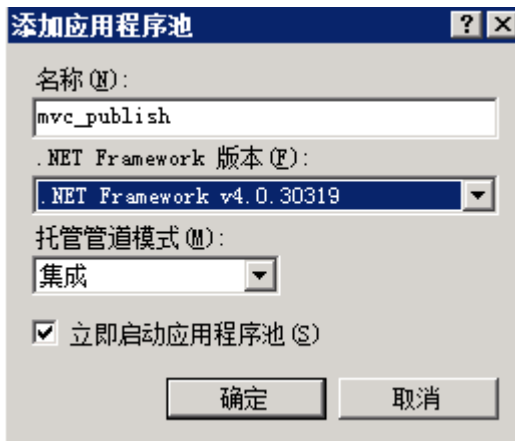 添加应用程序池
名称(N):
mvc_publish
.NET Framework 版本(F):
.NET Framework v4.0.30319
托管管道模式(M):
集成
立即启动应用程序池(S)
确定 取消